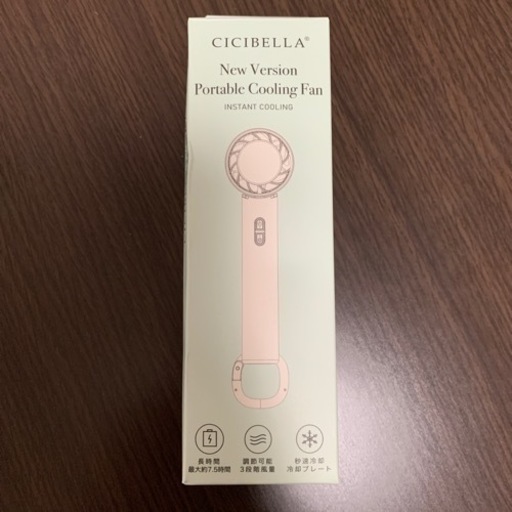 CICIBELLA®
New Version
Portable Cooling Fan
INSTANT COOLING
長時間
最大約7.5時間
調節可能
3段階風量
秒速冷却
冷却プレート